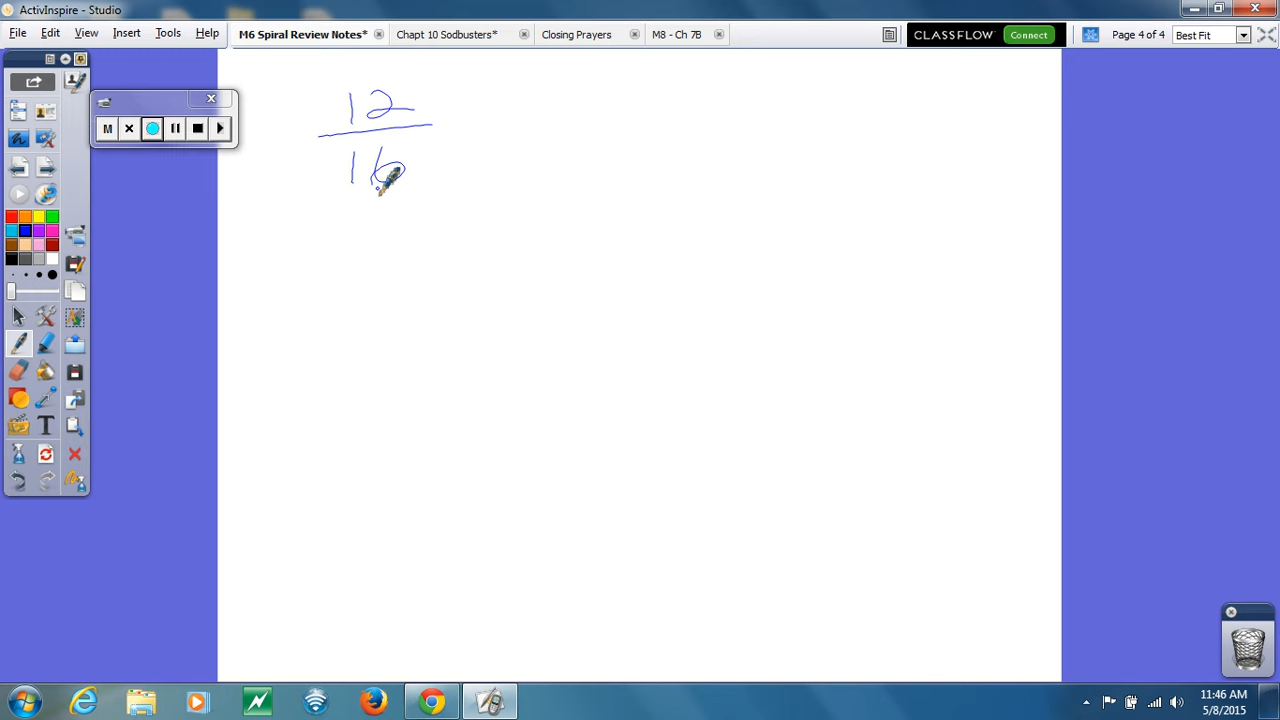 ActivInspire - Studio
File Edit View Insert Tools Help
M6 Spiral Review Notes* Chapt 10 Sodbusters* Closing Prayers M8 - Ch 7B
CLASSFLOW Connect
Page 4 of 4 Best Fit
M
12
16
T
11:46 AM
5/8/2015